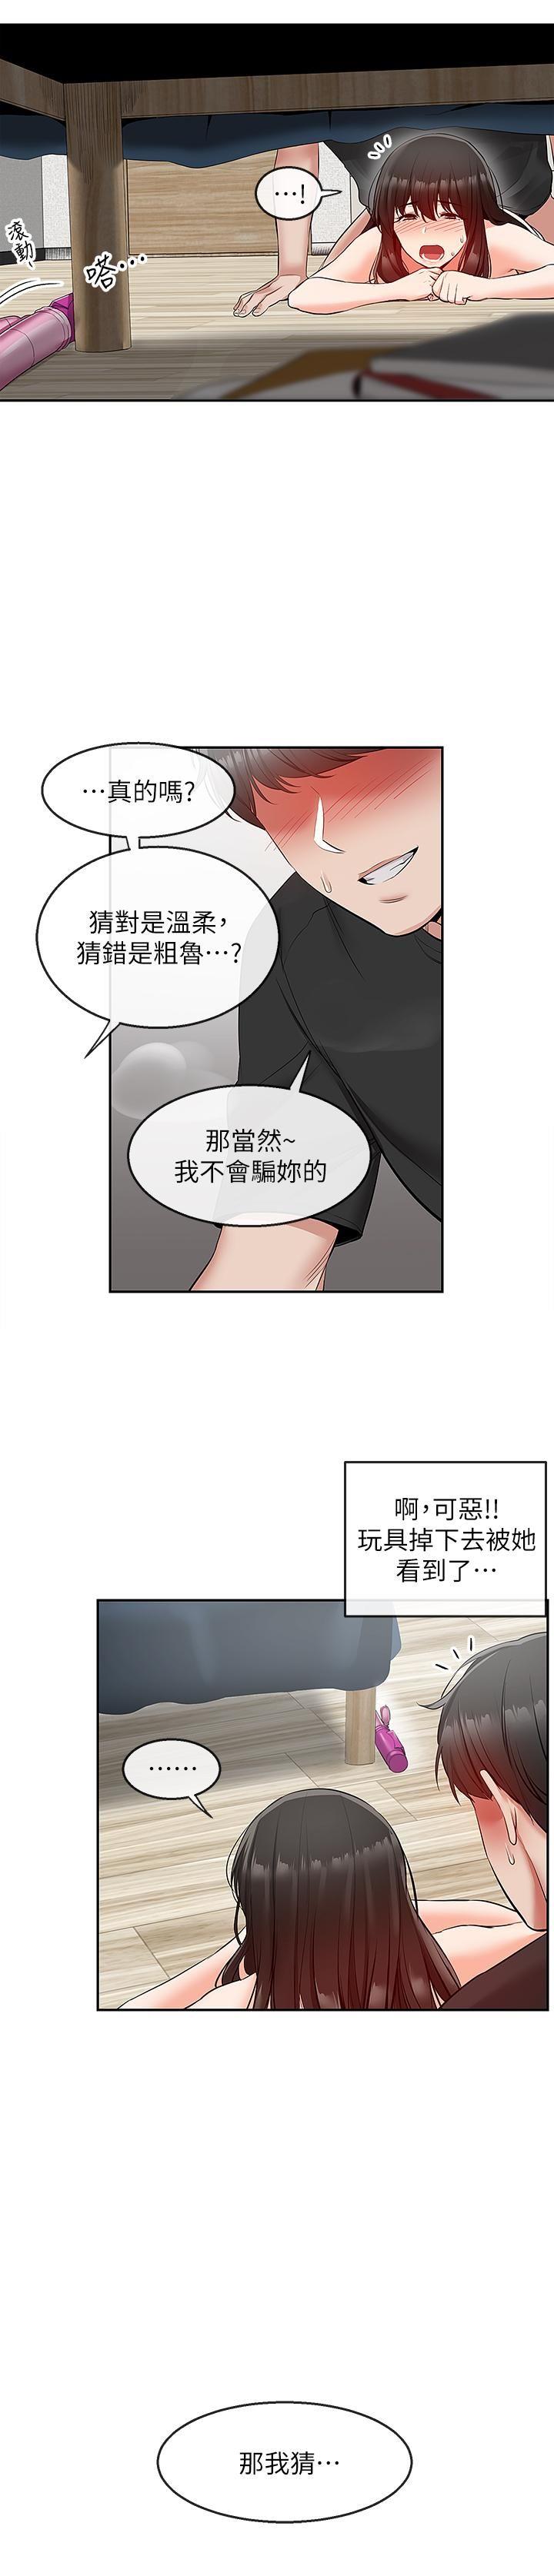 …!
滾動
嗒…
…真的嗎?
猜對是溫柔,
猜錯是粗魯…?
那當然~
我不會騙妳的
啊,可惡!!
玩具掉下去被她
看到了…
……
那我猜…